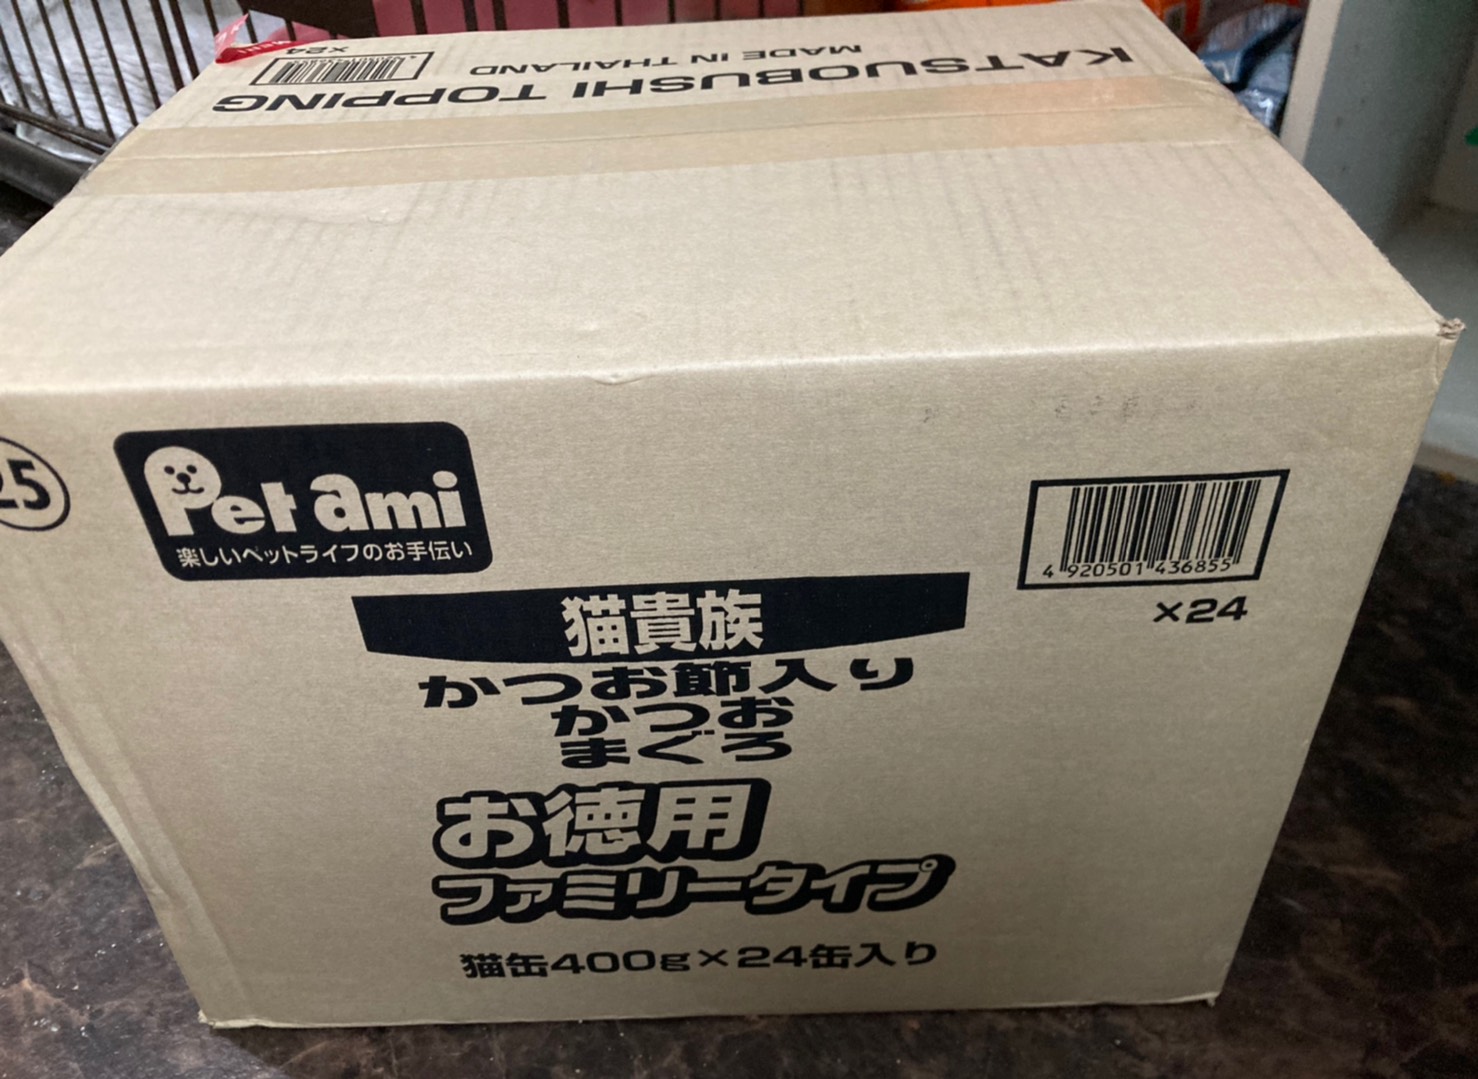 ×24
MADE IN THAILAND
KATSUOBUSHI TOPPING
25
Pet ami
楽しいペットライフのお手伝い
4 920501 436855
×24
猫貴族
かつお節入り
かつお
まぐろ
お徳用
ファミリータイプ
猫缶400g×24缶入り